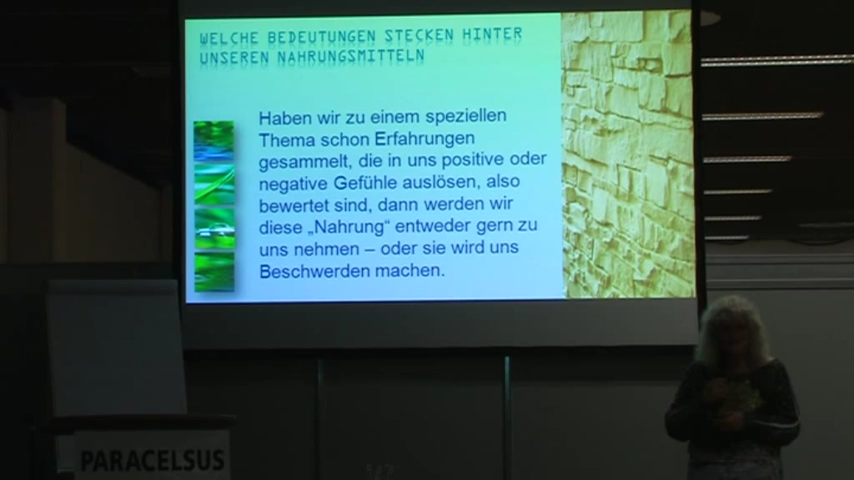 WELCHE BEDEUTUNGEN STECKEN HINTER
UNSEREN NAHRUNGSMITTELN
Haben wir zu einem speziellen
Thema schon Erfahrungen
gesammelt, die in uns positive oder
negative Gefühle auslösen, also
bewertet sind, dann werden wir
diese „Nahrung“ entweder gern zu
uns nehmen – oder sie wird uns
Beschwerden machen.
PARACELSUS